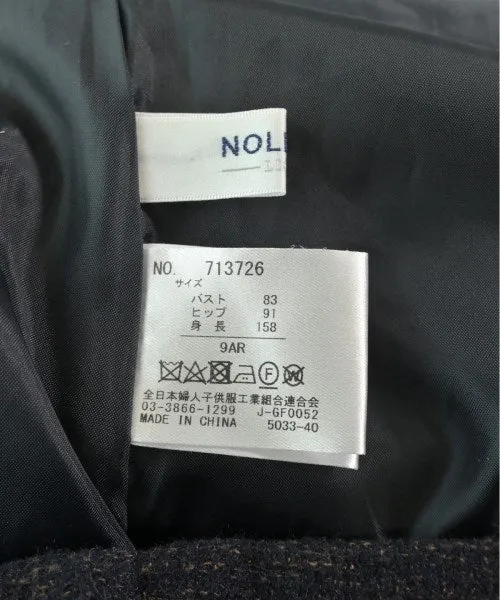 NOL
NO. 713726
サイズ
バスト 83
ヒップ 91
身長 158
9AR
全日本婦人子供服工業組合連合会
03-3866-1299 J-GF0052
MADE IN CHINA 5033-40